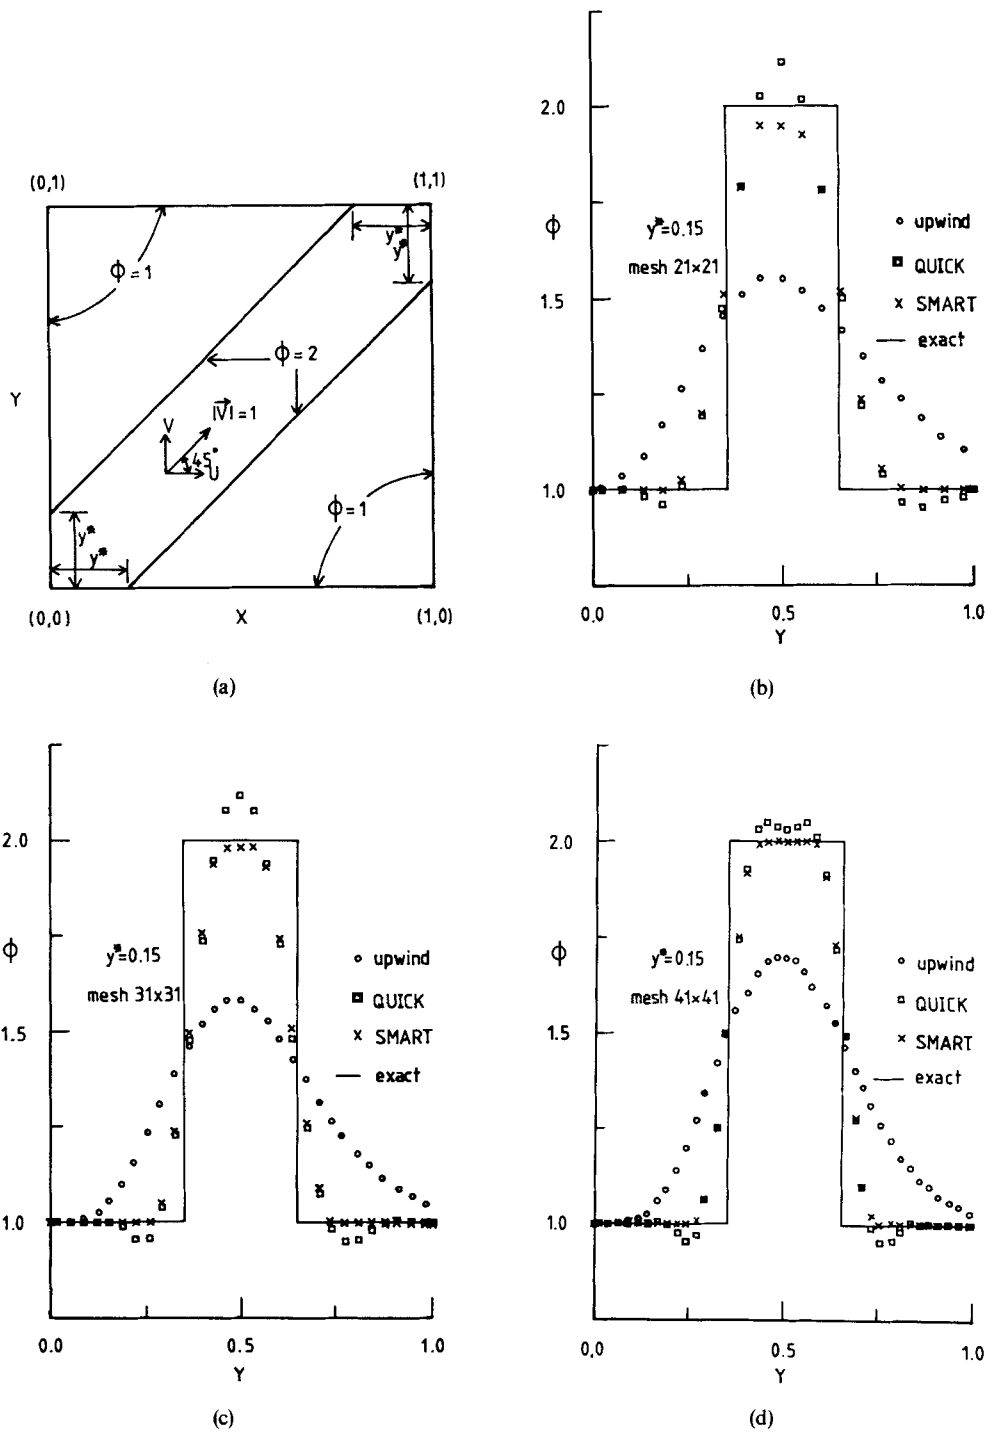 (0,1)
(1,1)
ϕ=1
y*
y*
ϕ=2
Y
|V|=1
V
45°
U
ϕ=1
y*
y*
(0,0)
X
(1,0)
(a)
2.0
ϕ
y*=0.15
mesh 21×21
upwind
QUICK
SMART
exact
1.5
1.0
0.0
0.5
1.0
Y
(b)
2.0
ϕ
y*=0.15
mesh 31×31
upwind
QUICK
SMART
exact
1.5
1.0
0.0
0.5
1.0
Y
(c)
2.0
ϕ
y*=0.15
mesh 41×41
upwind
QUICK
SMART
exact
1.5
1.0
0,0
0.5
1.0
Y
(d)